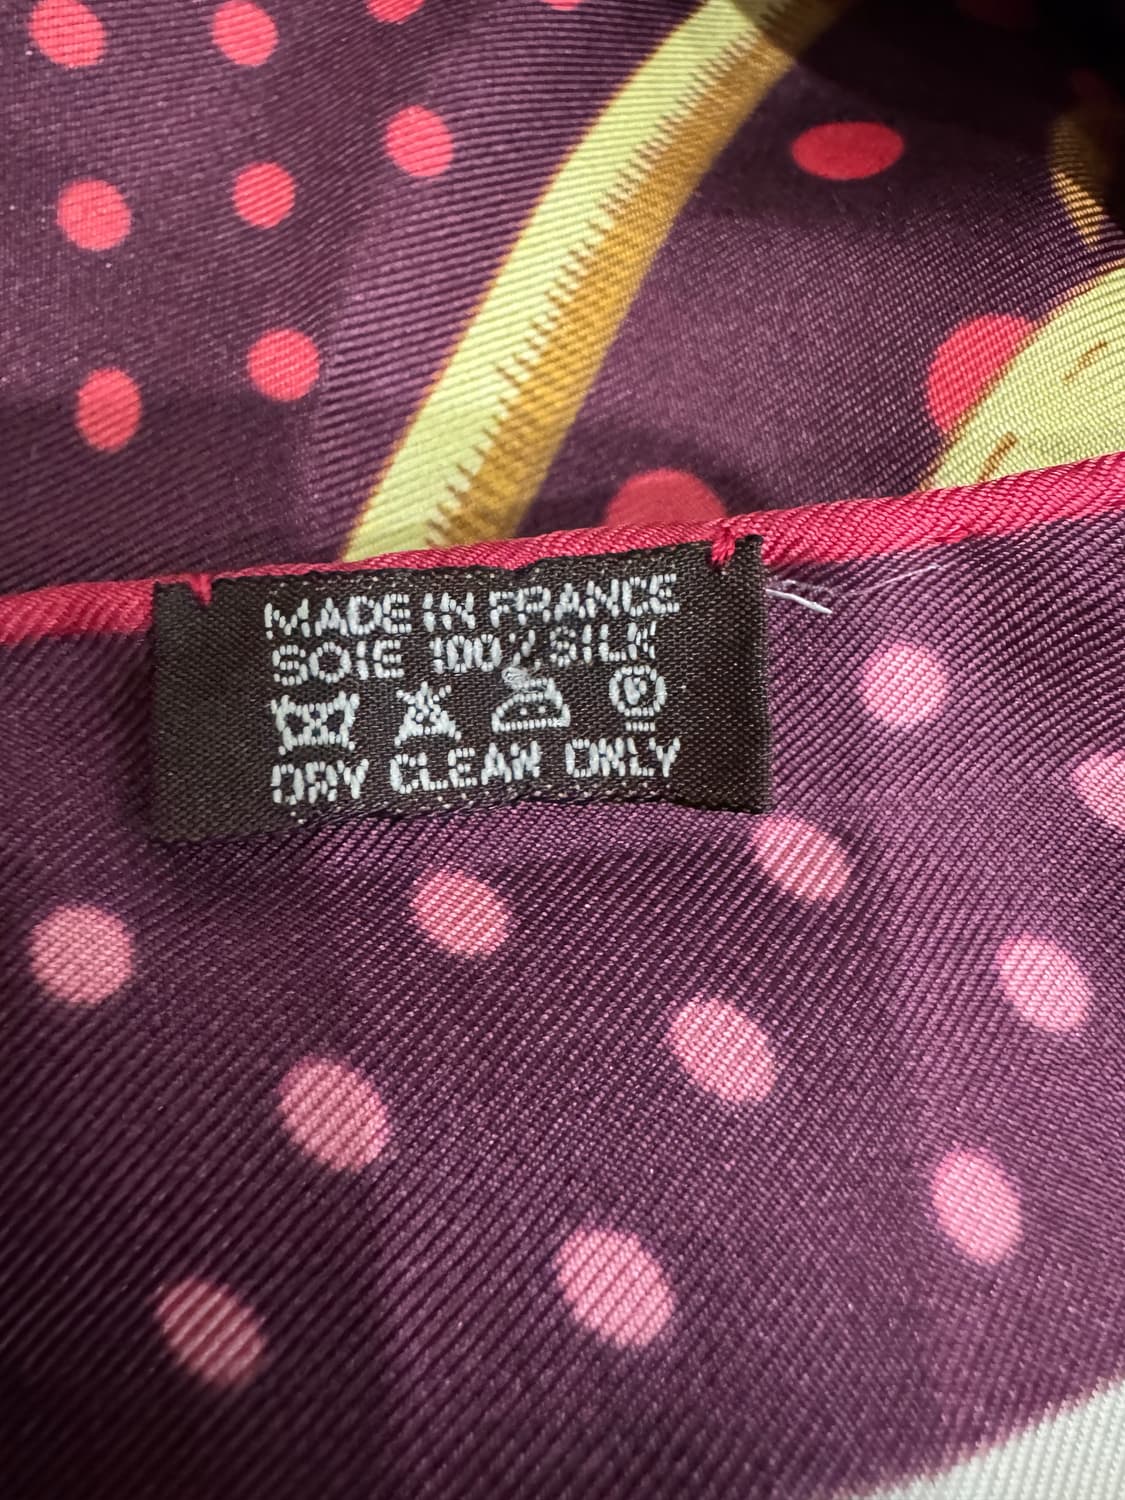 MADE IN FRANCE
SOIE 100% SILK
P
DRY CLEAN ONLY